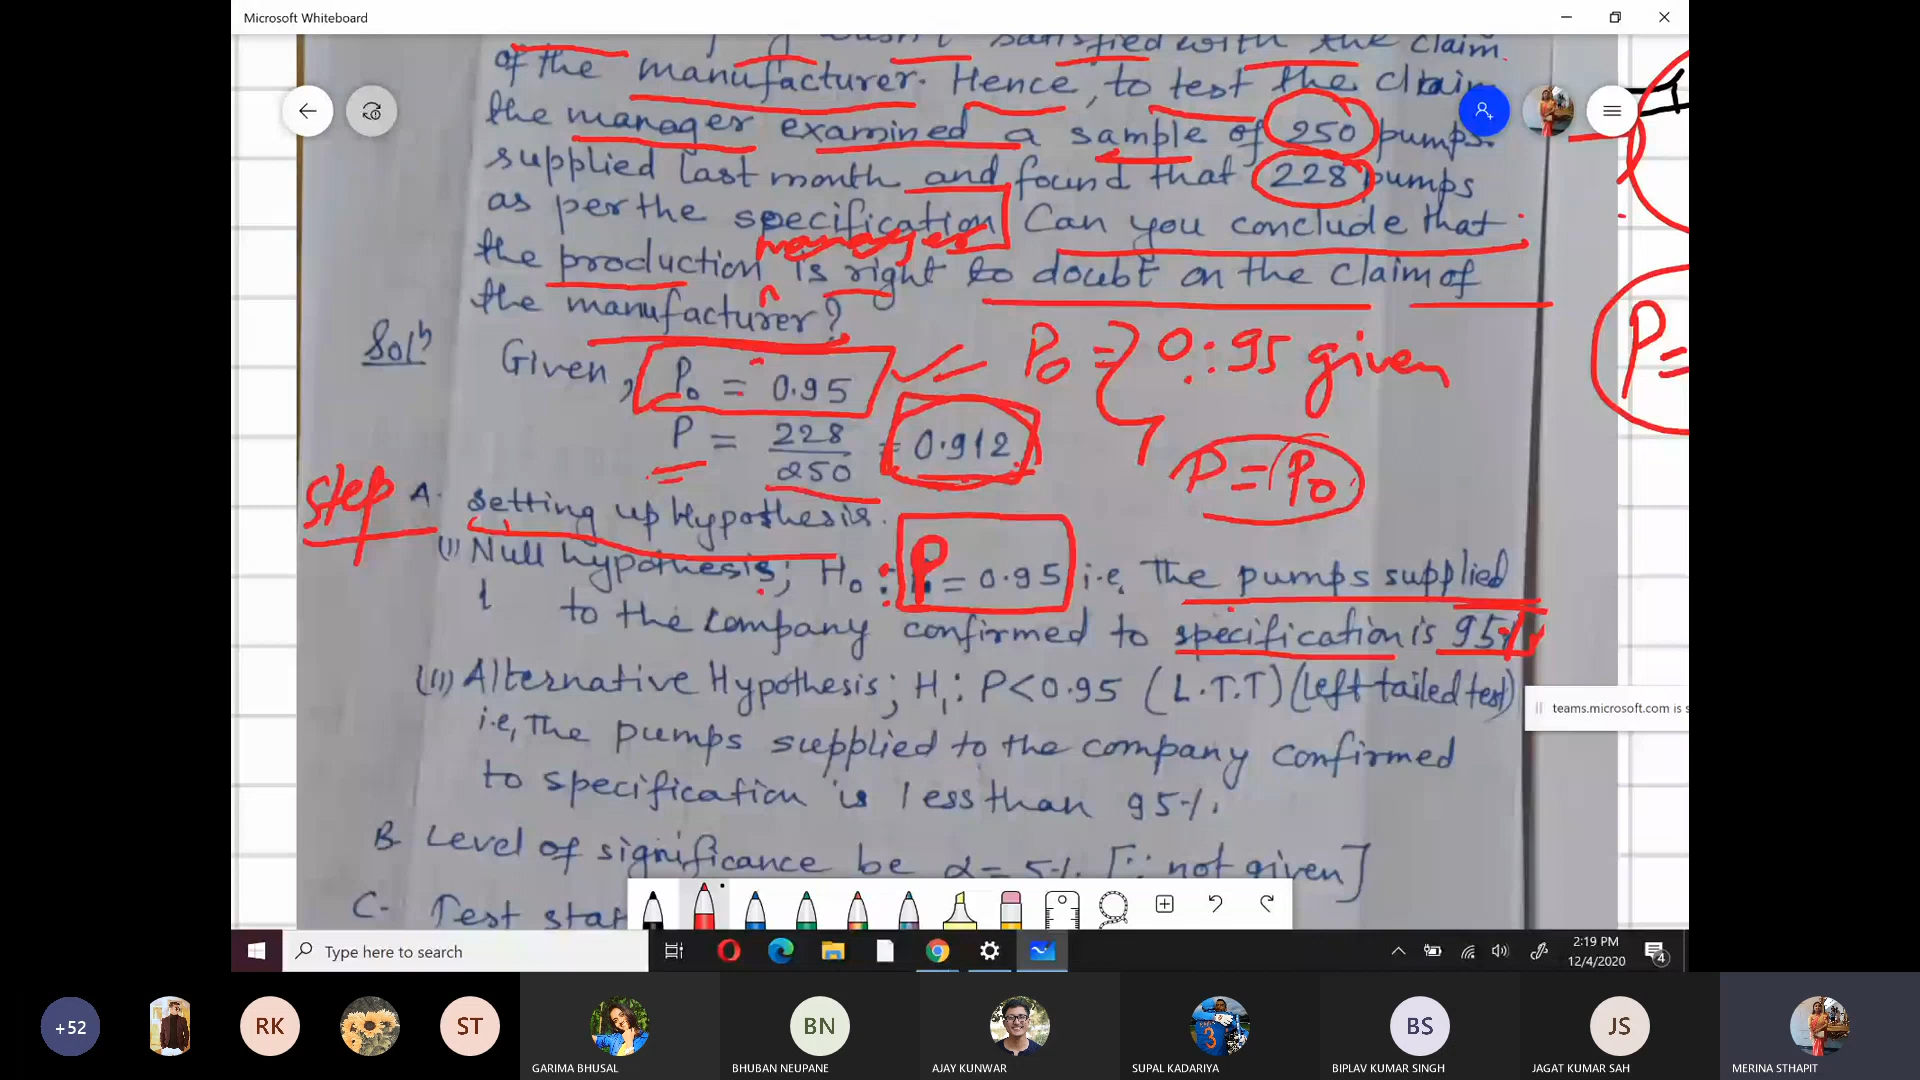 Microsoft Whiteboard
satisfied with the claim
of the manufacturer. Hence, to test the claim
the manager examined a sample of 250 pumps.
supplied last month and found that 228 pumps
as per the specification Can you conclude that
manager
the production is right to doubt on the claim of
the manufacturer?
Solⁿ Given, P₀ = 0.95
P₀ = 0.95 given
P = 228/250 = 0.912
P = P₀
P=
Step A. setting up Hypothesis.
(i) Null hypothesis; H₀ : P = 0.95 i.e, The pumps supplied
to the company confirmed to specification is 95%
(ii) Alternative Hypothesis; H₁: P<0.95 (L.T.T) (left tailed test)
i.e, The pumps supplied to the company confirmed
to specification is less than 95%.
B. Level of significance be α = 5% [∵ not given]
C. Test stat
teams.microsoft.com is s
Type here to search
2:19 PM
12/4/2020
4
+52
RK
ST
GARIMA BHUSAL
BN
BHUBAN NEUPANE
AJAY KUNWAR
3
SUPAL KADARIYA
BS
BIPLAV KUMAR SINGH
JS
JAGAT KUMAR SAH
MERINA STHAPIT